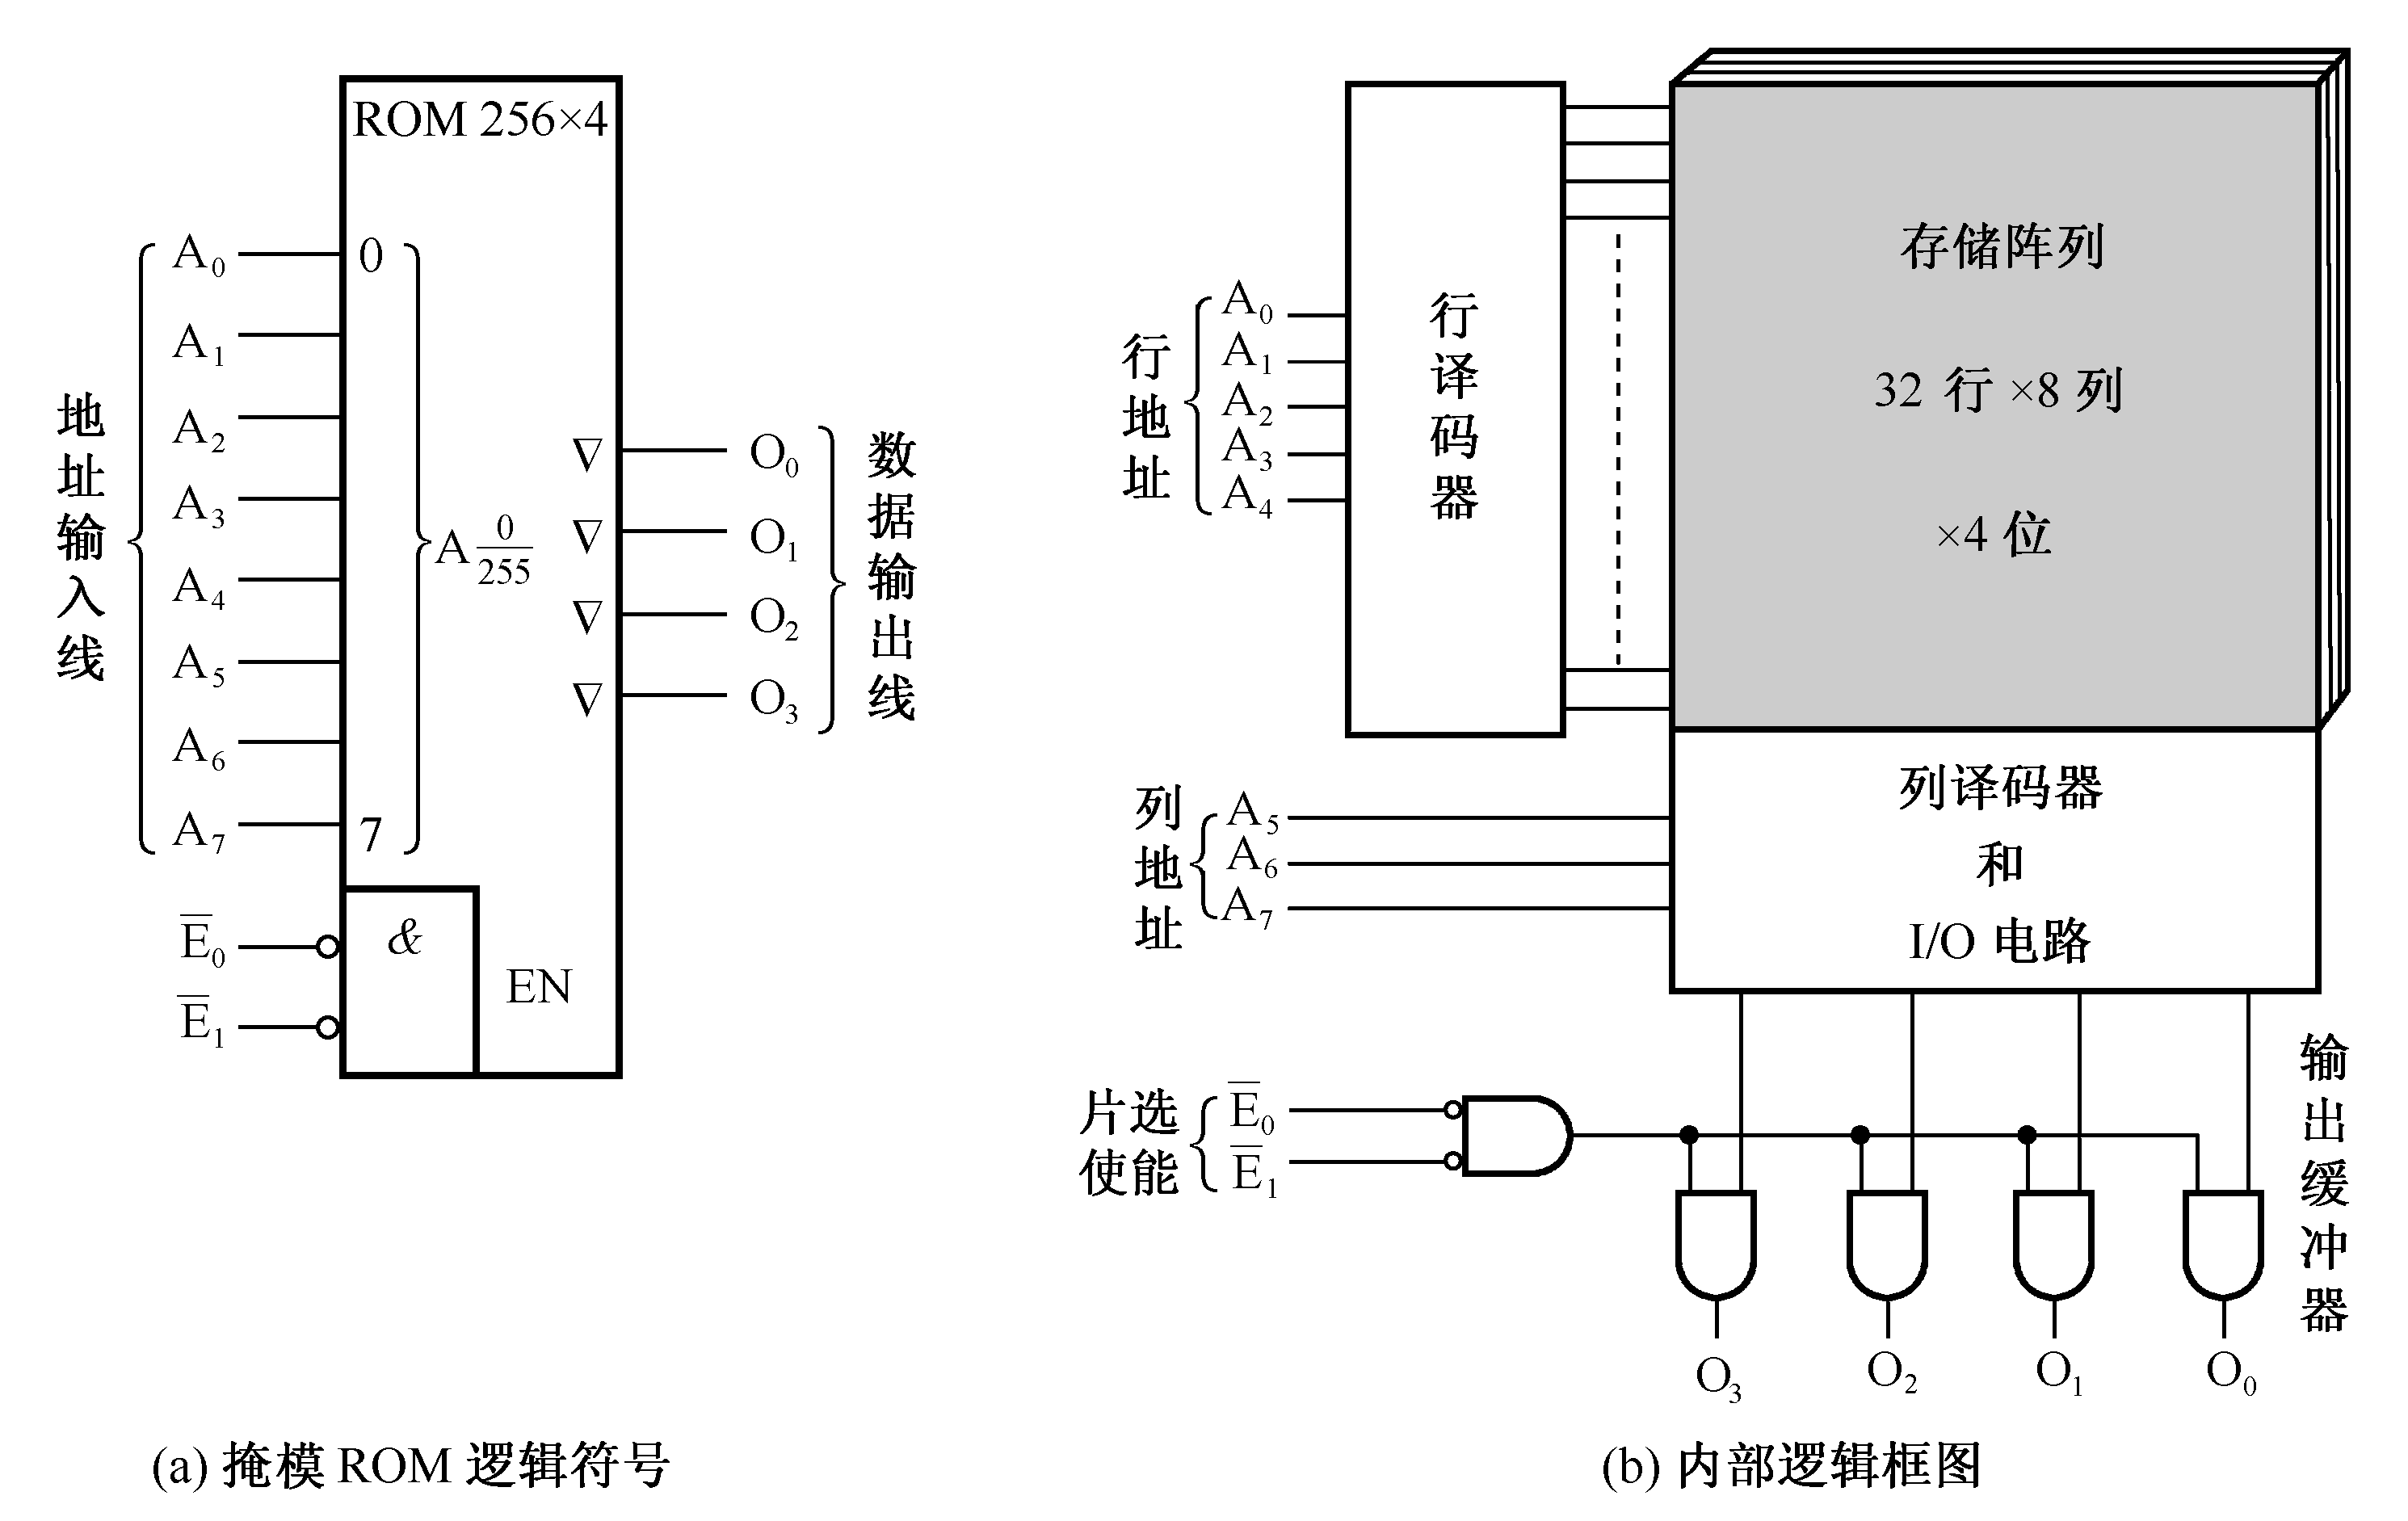 ROM 256×4
地址输入线
A₀
A₁
A₂
A₃
A₄
A₅
A₆
A₇
0
7
A 0/255
∇
∇
∇
∇
O₀
O₁
O₂
O₃
数据输出线
E̅₀
E̅₁
&
EN
(a) 掩模 ROM 逻辑符号
行地址
A₀
A₁
A₂
A₃
A₄
行译码器
存储阵列
32 行 ×8 列
×4 位
列地址
A₅
A₆
A₇
列译码器
和
I/O 电路
片选
使能
E̅₀
E̅₁
输出缓冲器
O₃
O₂
O₁
O₀
(b) 内部逻辑框图